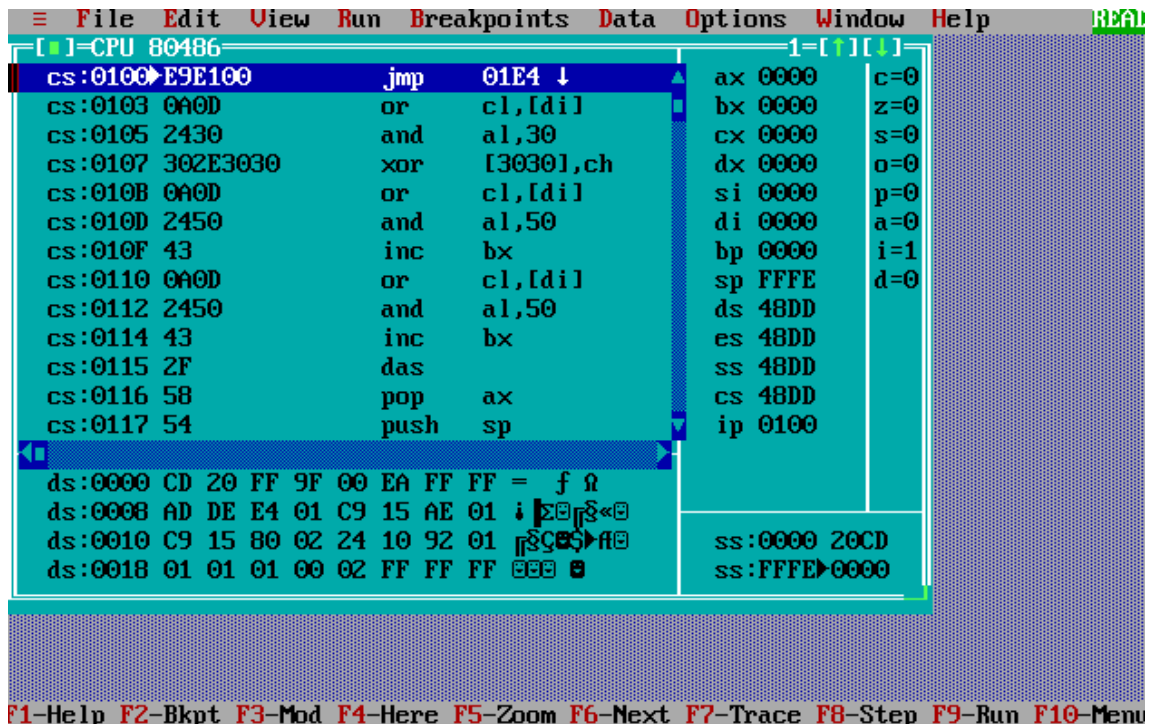 ≡ File Edit View Run Breakpoints Data Options Window Help READ
[■]=CPU 80486 1=[↑][↓]
cs:0100►E9E100 jmp 01E4 ↓ ax 0000 c=0
cs:0103 0A0D or cl,[di] bx 0000 z=0
cs:0105 2430 and al,30 cx 0000 s=0
cs:0107 302E3030 xor [3030],ch dx 0000 o=0
cs:010B 0A0D or cl,[di] si 0000 p=0
cs:010D 2450 and al,50 di 0000 a=0
cs:010F 43 inc bx bp 0000 i=1
cs:0110 0A0D or cl,[di] sp FFFE d=0
cs:0112 2450 and al,50 ds 48DD
cs:0114 43 inc bx es 48DD
cs:0115 2F das ss 48DD
cs:0116 58 pop ax cs 48DD
cs:0117 54 push sp ip 0100
ds:0000 CD 20 FF 9F 00 EA FF FF = ƒ Ω
ds:0008 AD DE E4 01 C9 15 AE 01 ¡▐Σ☺╔§«☺
ds:0010 C9 15 80 02 24 10 92 01 ╔§Ç☻$►Æ☺ ss:0000 20CD
ds:0018 01 01 01 00 02 FF FF FF ☺☺☺ ☻ ss:FFFE►0000
F1-Help F2-Bkpt F3-Mod F4-Here F5-Zoom F6-Next F7-Trace F8-Step F9-Run F10-Menu